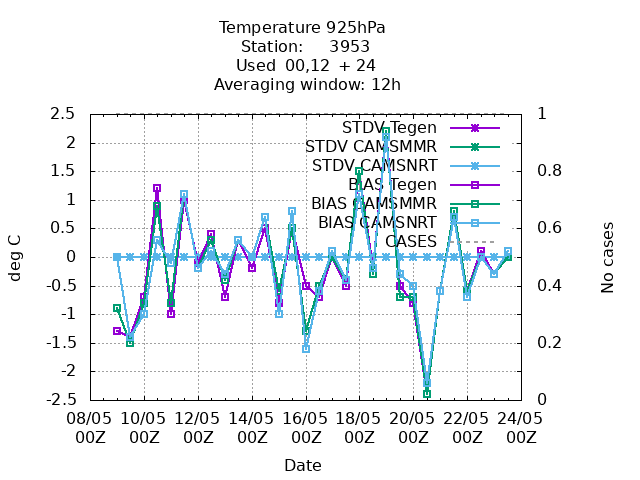 Temperature 925hPa
Station: 3953
Used 00,12 + 24
Averaging window: 12h
2.5
2
1.5
1
0.5
0
-0.5
-1
-1.5
-2
-2.5
deg C
STDV Tegen
STDV CAMSMMR
STDV CAMSNRT
BIAS Tegen
BIAS CAMSMMR
BIAS CAMSNRT
CASES
1
0.8
0.6
0.4
0.2
0
No cases
08/05 10/05 12/05 14/05 16/05 18/05 20/05 22/05 24/05
00Z 00Z 00Z 00Z 00Z 00Z 00Z 00Z 00Z
Date